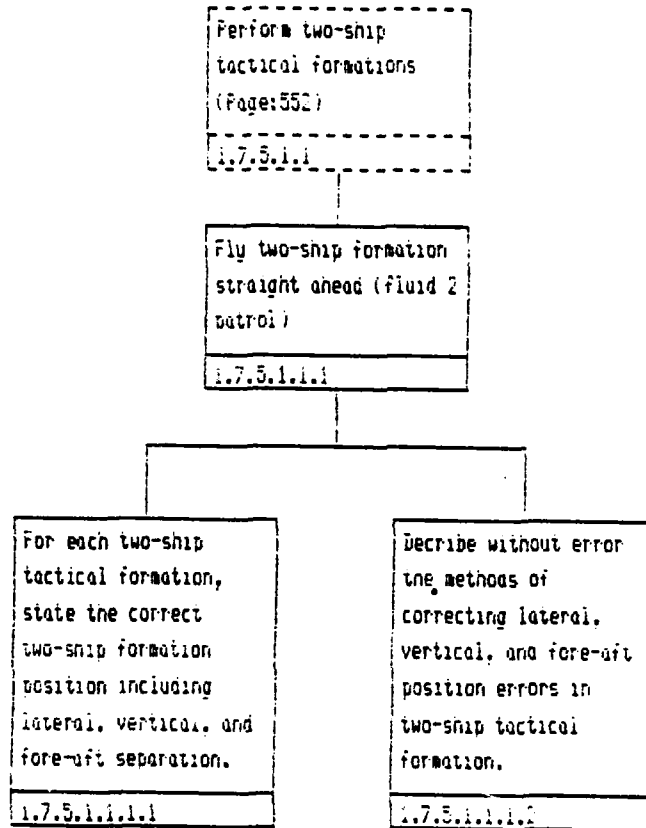 Perform two-ship
tactical formations
(Page:552)
1.7.5.1.1
Fly two-ship formation
straight ahead (fluid 2
patrol)
1.7.5.1.1.1
For each two-ship
tactical formation,
state the correct
two-ship formation
position including
lateral, vertical, and
fore-aft separation.
1.7.5.1.1.1.1
Decribe without error
the methods of
correcting lateral,
vertical, and fore-aft
position errors in
two-ship tactical
formation.
1.7.5.1.1.1.2